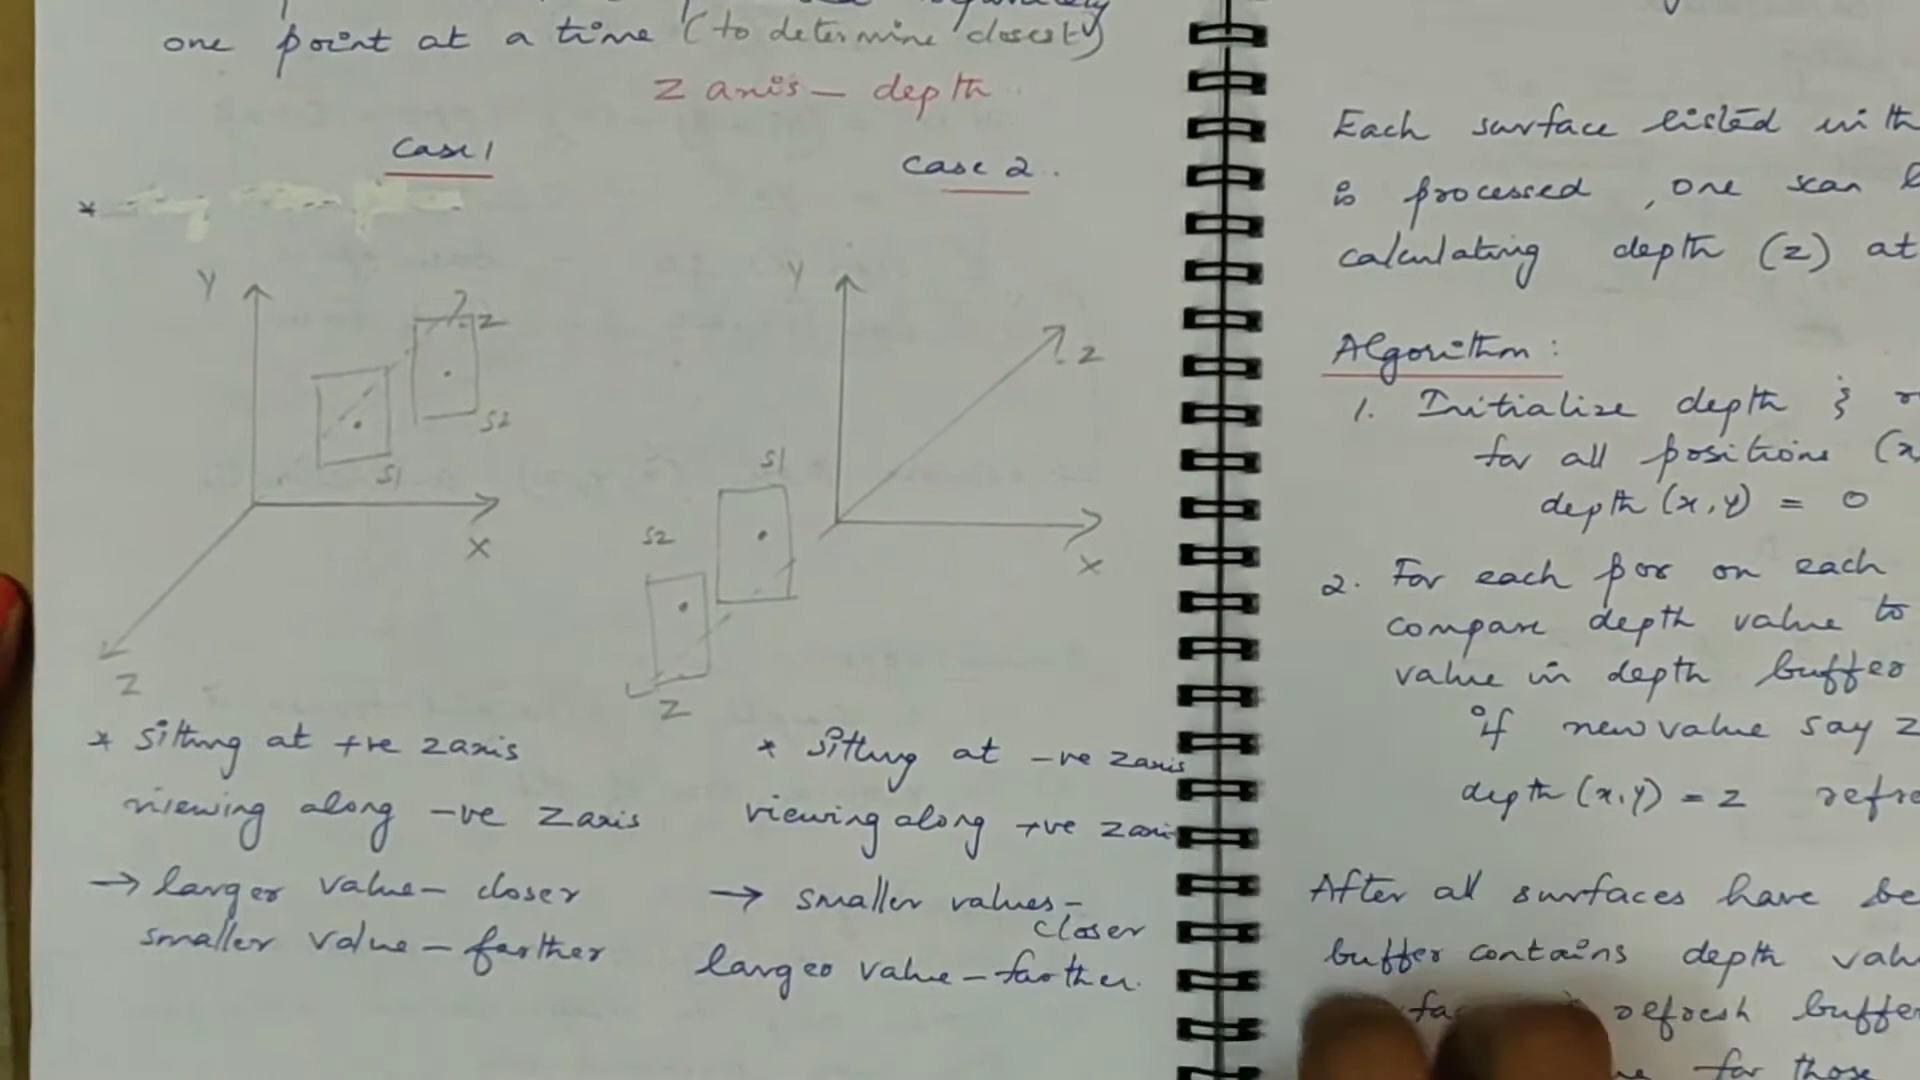 one point at a time (to determine closest)
Z axis - depth
Case 1
Case 2.
*
Y
Z
S2
S1
X
Z
Y
Z
S1
S2
X
Z
* sitting at +ve z axis
viewing along -ve z axis
→ larger value - closer
smaller value - farther
* sitting at -ve z axis
viewing along +ve z axis
→ smaller values -
closer
larger value - farther.
Each surface listed in th
is processed, one scan
calculating depth (z) at
Algorithm:
1. Initialize depth &
for all positions (x,
depth (x, y) = 0
2. For each pos on each
compare depth value to
value in depth buffer
if new value say z
depth (x, y) = z refre
After all surfaces have be
buffer contains depth valu
refresh buffer
for those